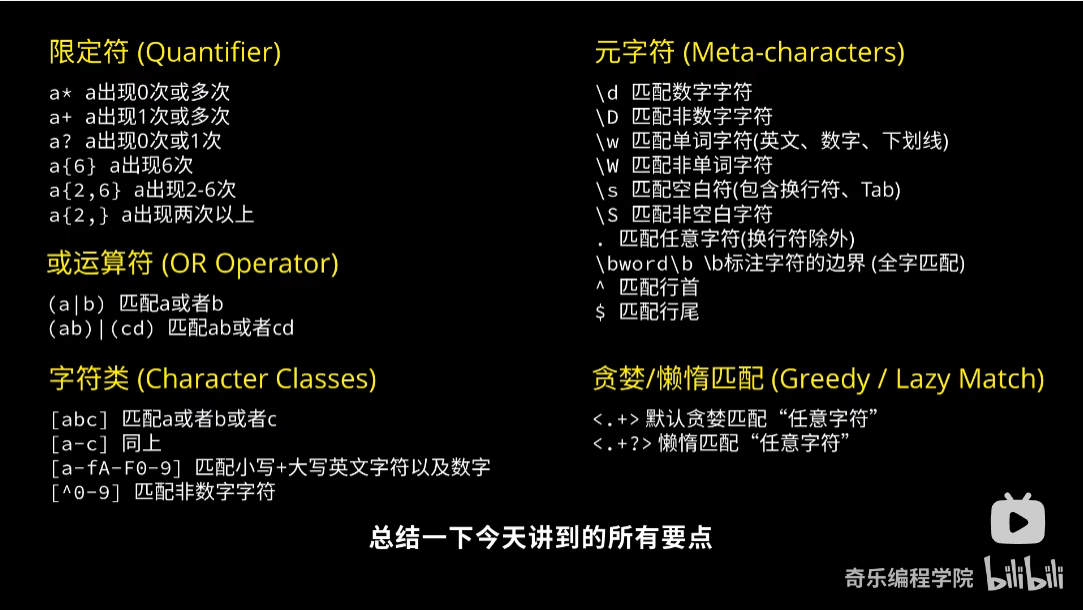 限定符 (Quantifier)
a* a出现0次或多次
a+ a出现1次或多次
a? a出现0次或1次
a{6} a出现6次
a{2,6} a出现2-6次
a{2,} a出现两次以上
或运算符 (OR Operator)
(a|b) 匹配a或者b
(ab)|(cd) 匹配ab或者cd
字符类 (Character Classes)
[abc] 匹配a或者b或者c
[a-c] 同上
[a-fA-F0-9] 匹配小写+大写英文字符以及数字
[^0-9] 匹配非数字字符
元字符 (Meta-characters)
\d 匹配数字字符
\D 匹配非数字字符
\w 匹配单词字符(英文、数字、下划线)
\W 匹配非单词字符
\s 匹配空白符(包含换行符、Tab)
\S 匹配非空白字符
. 匹配任意字符(换行符除外)
\bword\b \b标注字符的边界 (全字匹配)
^ 匹配行首
$ 匹配行尾
贪婪/懒惰匹配 (Greedy / Lazy Match)
<.+> 默认贪婪匹配“任意字符”
<.+?> 懒惰匹配“任意字符”
总结一下今天讲到的所有要点
奇乐编程学院 bilibili